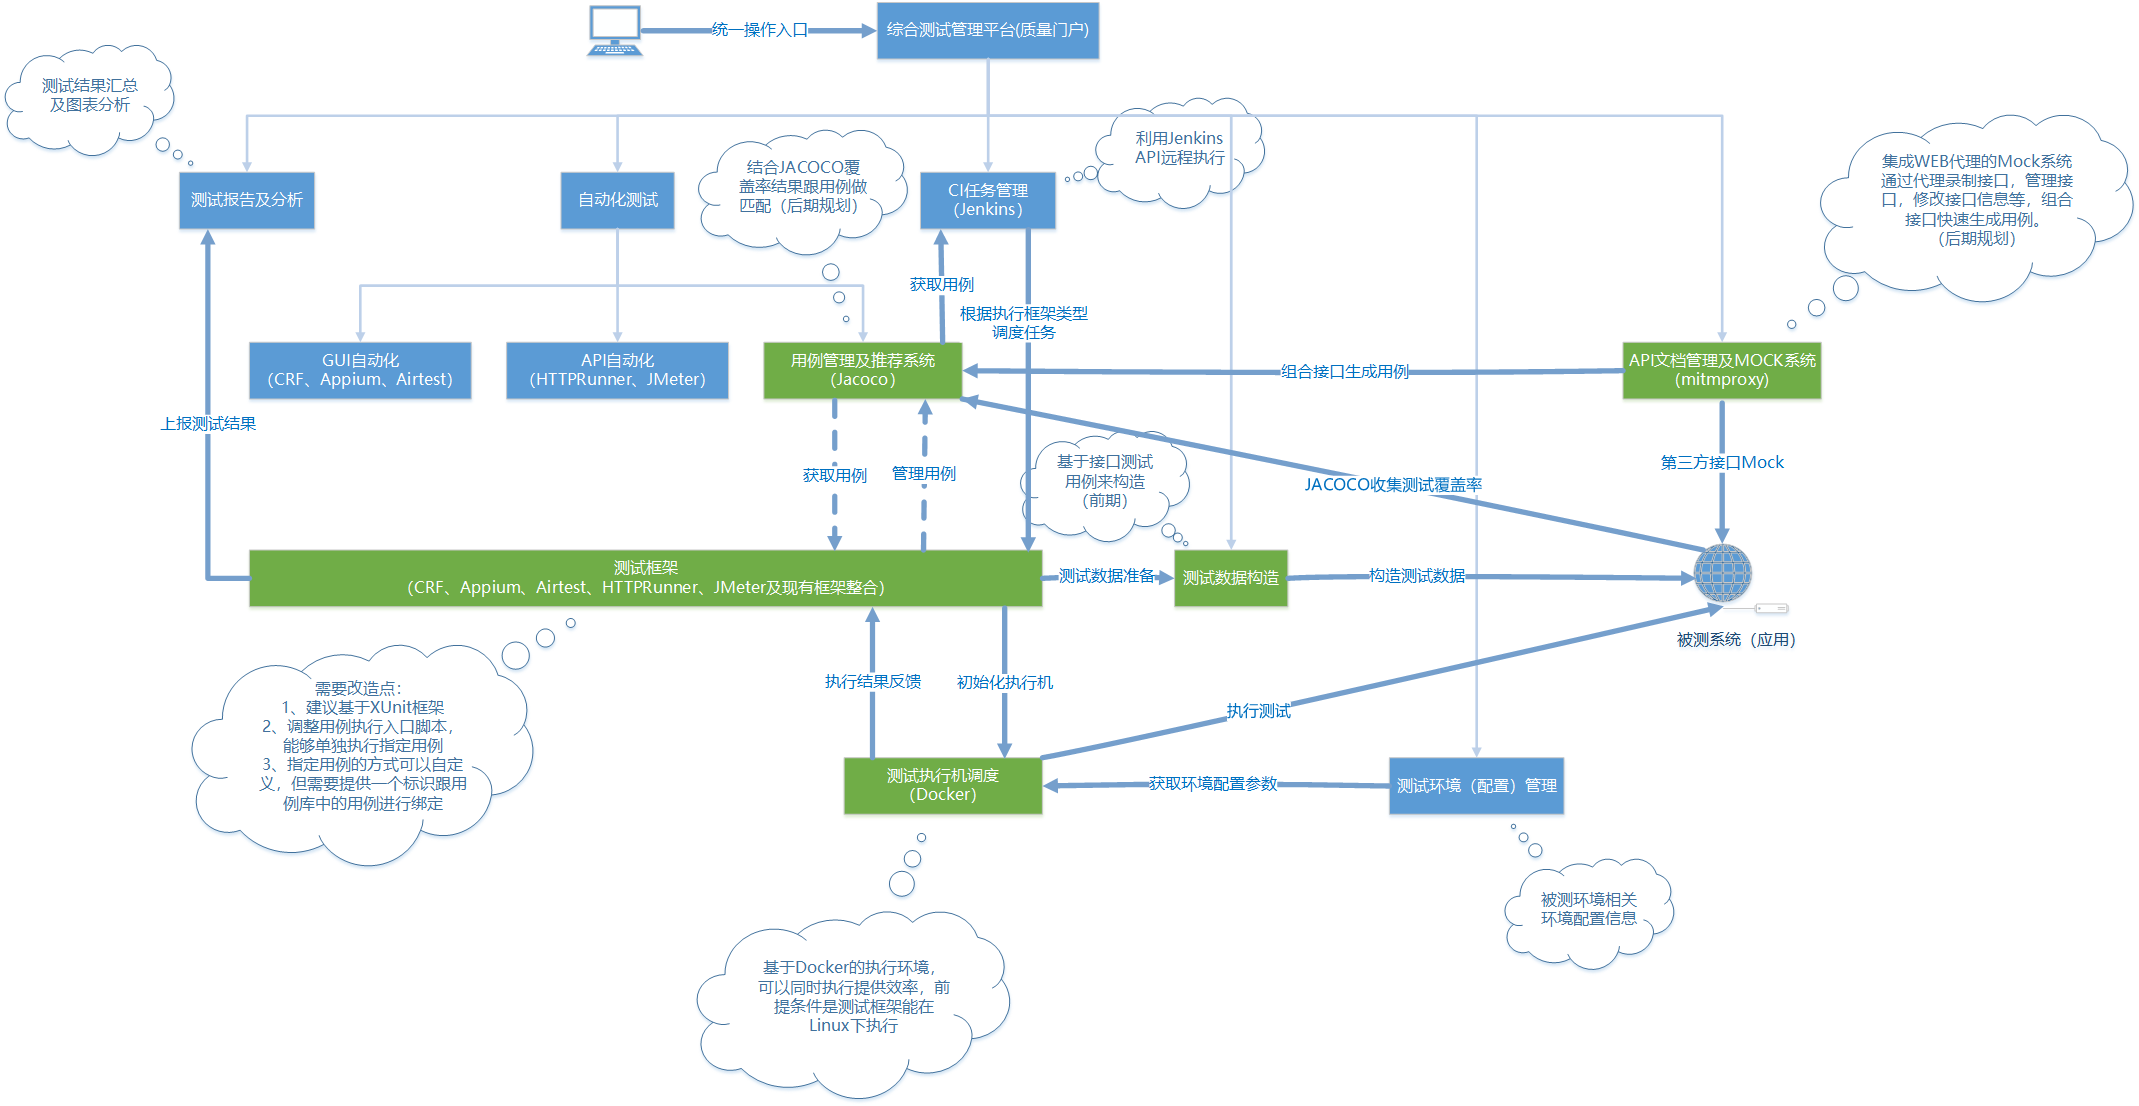 统一操作入口
综合测试管理平台(质量门户)
测试结果汇总
及图表分析
利用Jenkins
API远程执行
结合JACOCO覆
盖率结果跟用例做
匹配（后期规划）
集成WEB代理的Mock系统
通过代理录制接口，管理接
口，修改接口信息等，组合
接口快速生成用例。
（后期规划）
测试报告及分析
自动化测试
CI任务管理
（Jenkins）
获取用例
根据执行框架类型
调度任务
GUI自动化
（CRF、Appium、Airtest）
API自动化
（HTTPRunner、JMeter）
用例管理及推荐系统
（Jacoco）
组合接口生成用例
API文档管理及MOCK系统
（mitmproxy）
上报测试结果
获取用例
管理用例
基于接口测试
用例来构造
（前期）
JACOCO收集测试覆盖率
第三方接口Mock
测试框架
（CRF、Appium、Airtest、HTTPRunner、JMeter及现有框架整合）
测试数据准备
测试数据构造
构造测试数据
被测系统（应用）
需要改造点：
1、建议基于XUnit框架
2、调整用例执行入口脚本，
能够单独执行指定用例
3、指定用例的方式可以自定
义，但需要提供一个标识跟用
例库中的用例进行绑定
执行结果反馈
初始化执行机
执行测试
测试执行机调度
（Docker）
获取环境配置参数
测试环境（配置）管理
被测环境相关
环境配置信息
基于Docker的执行环境，
可以同时执行提供效率，前
提条件是测试框架能在
Linux下执行